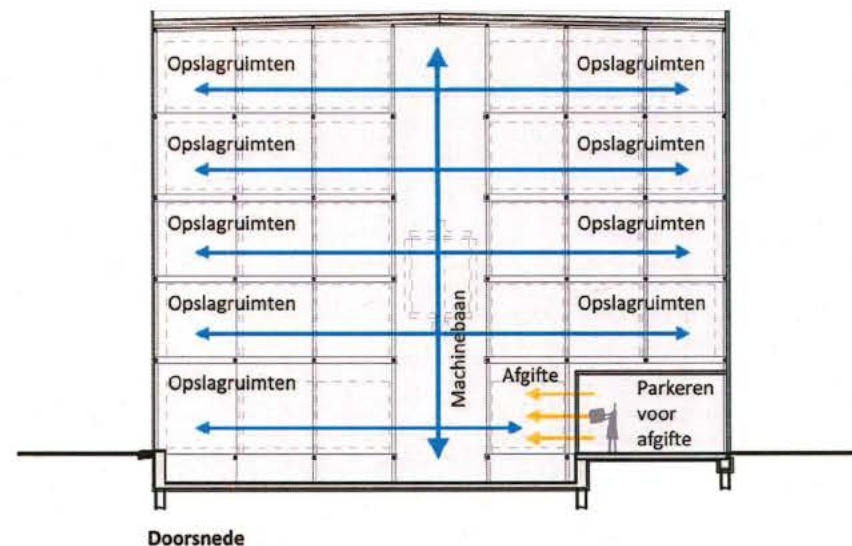 Opslagruimten Opslagruimten
Opslagruimten Opslagruimten
Opslagruimten Opslagruimten
Opslagruimten Opslagruimten
Machinebaan
Opslagruimten
Afgifte
Parkeren
voor
afgifte
Doorsnede